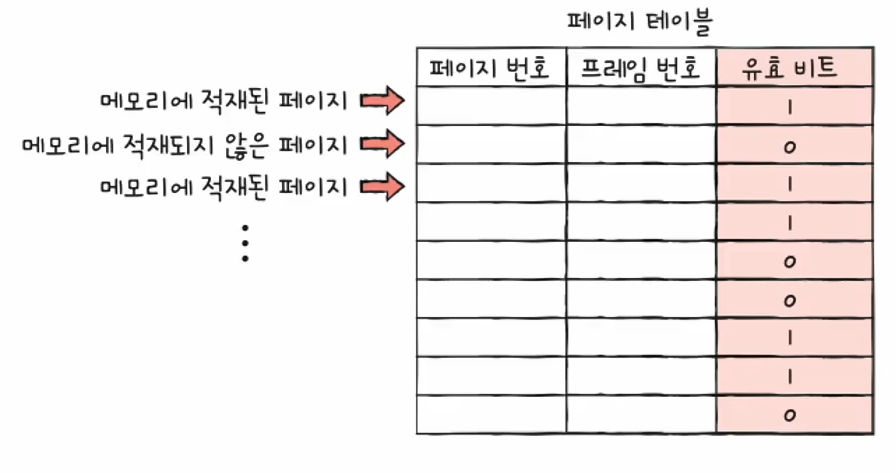 페이지 테이블
페이지 번호 프레임 번호 유효 비트
메모리에 적재된 페이지 1
메모리에 적재되지 않은 페이지 0
메모리에 적재된 페이지 1
1
0
0
1
1
0